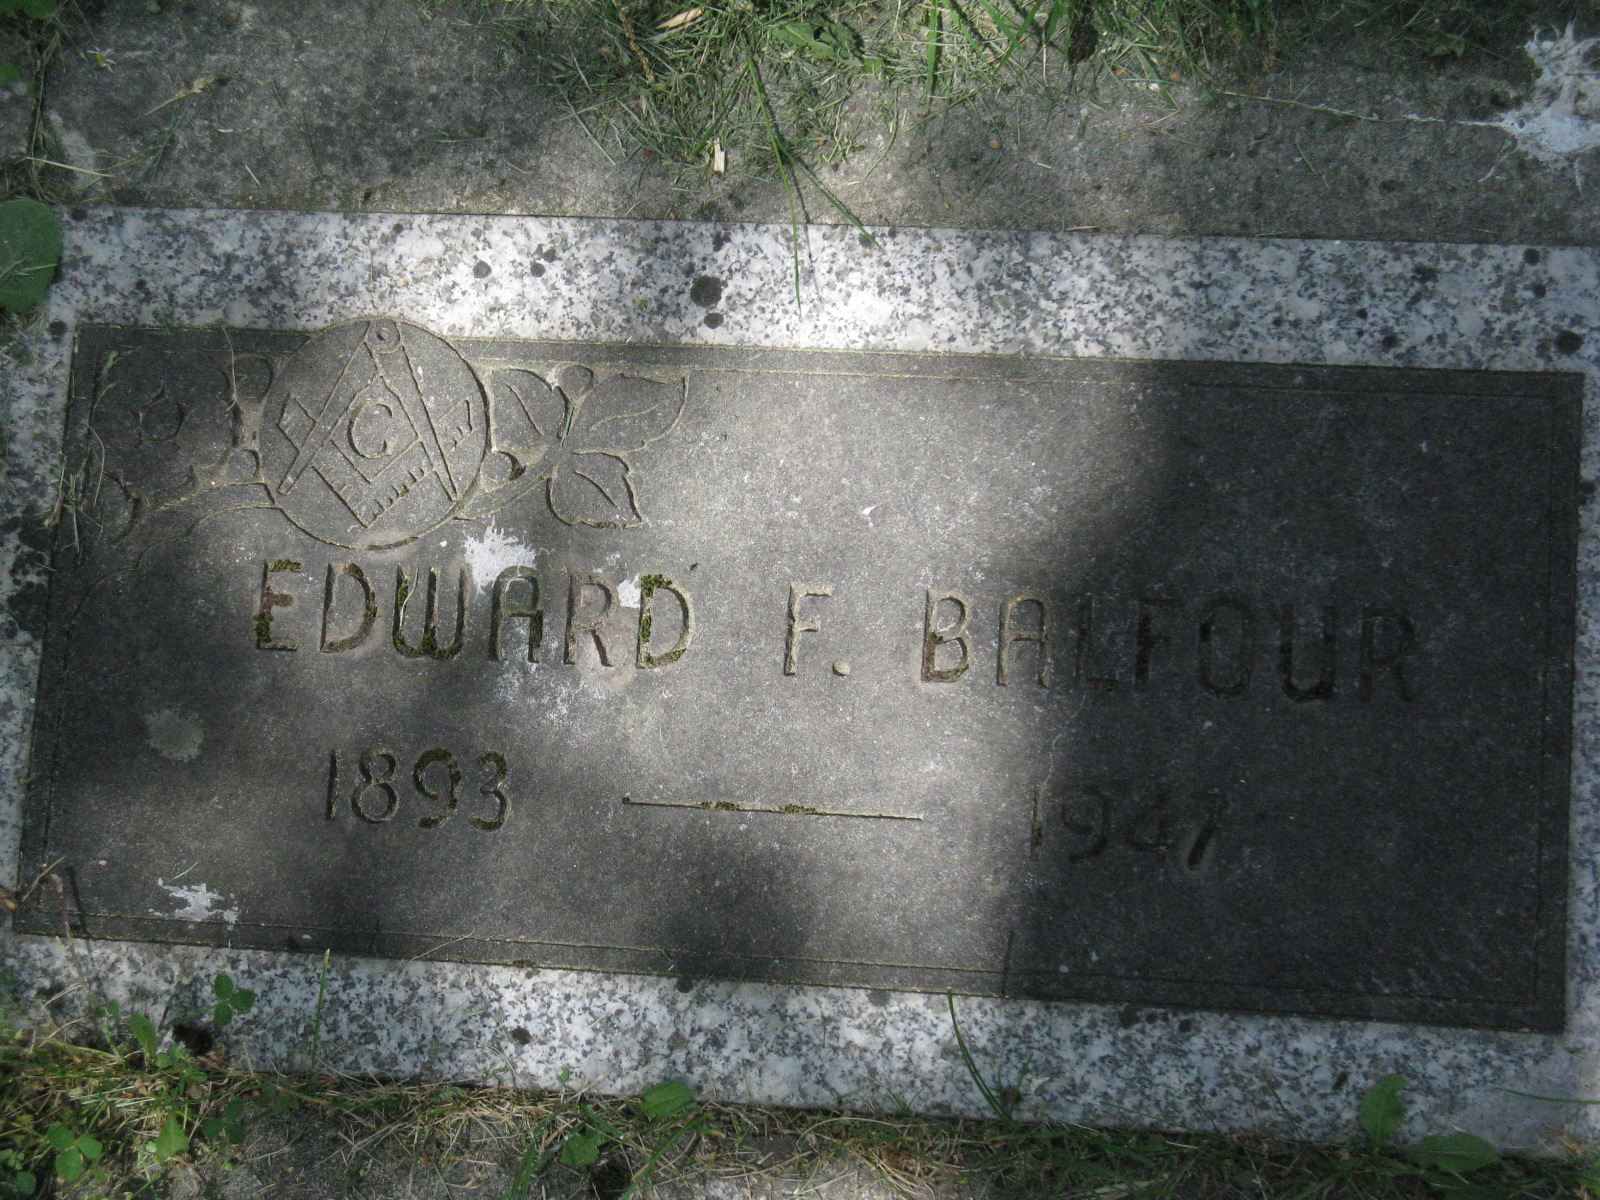 G
EDWARD F. BALFOUR
1893 — 1947